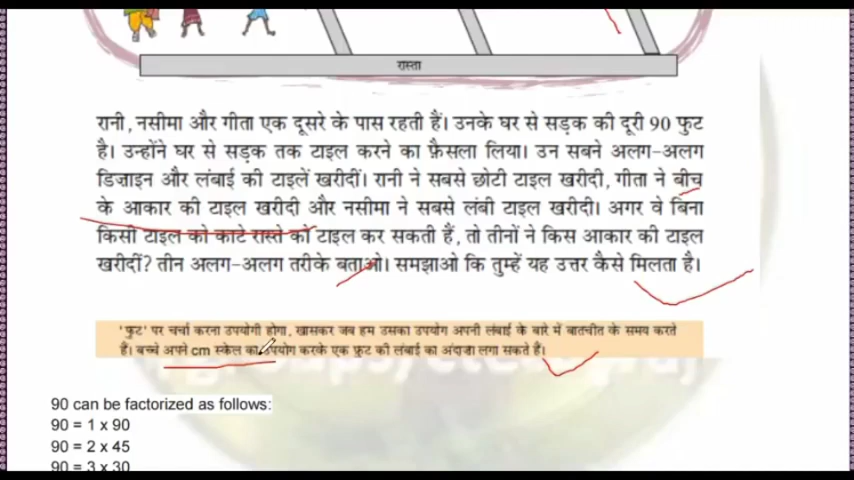 रास्ता
रानी, नसीमा और गीता एक दूसरे के पास रहती हैं। उनके घर से सड़क की दूरी 90 फुट
है। उन्होंने घर से सड़क तक टाइल करने का फ़ैसला लिया। उन सबने अलग-अलग
डिज़ाइन और लंबाई की टाइलें खरीदीं। रानी ने सबसे छोटी टाइल खरीदी, गीता ने बीच
के आकार की टाइल खरीदी और नसीमा ने सबसे लंबी टाइल खरीदी। अगर वे बिना
किसी टाइल को काटे रास्ते को टाइल कर सकती हैं, तो तीनों ने किस आकार की टाइल
खरीदीं? तीन अलग-अलग तरीके बताओ। समझाओ कि तुम्हें यह उत्तर कैसे मिलता है।
'फुट' पर चर्चा करना उपयोगी होगा, खासकर जब हम उसका उपयोग अपनी लंबाई के बारे में बातचीत के समय करते
हैं। बच्चे अपने cm स्केल का उपयोग करके एक फ़ुट की लंबाई का अंदाज़ा लगा सकते हैं।
90 can be factorized as follows:
90 = 1 x 90
90 = 2 x 45
90 = 3 x 30